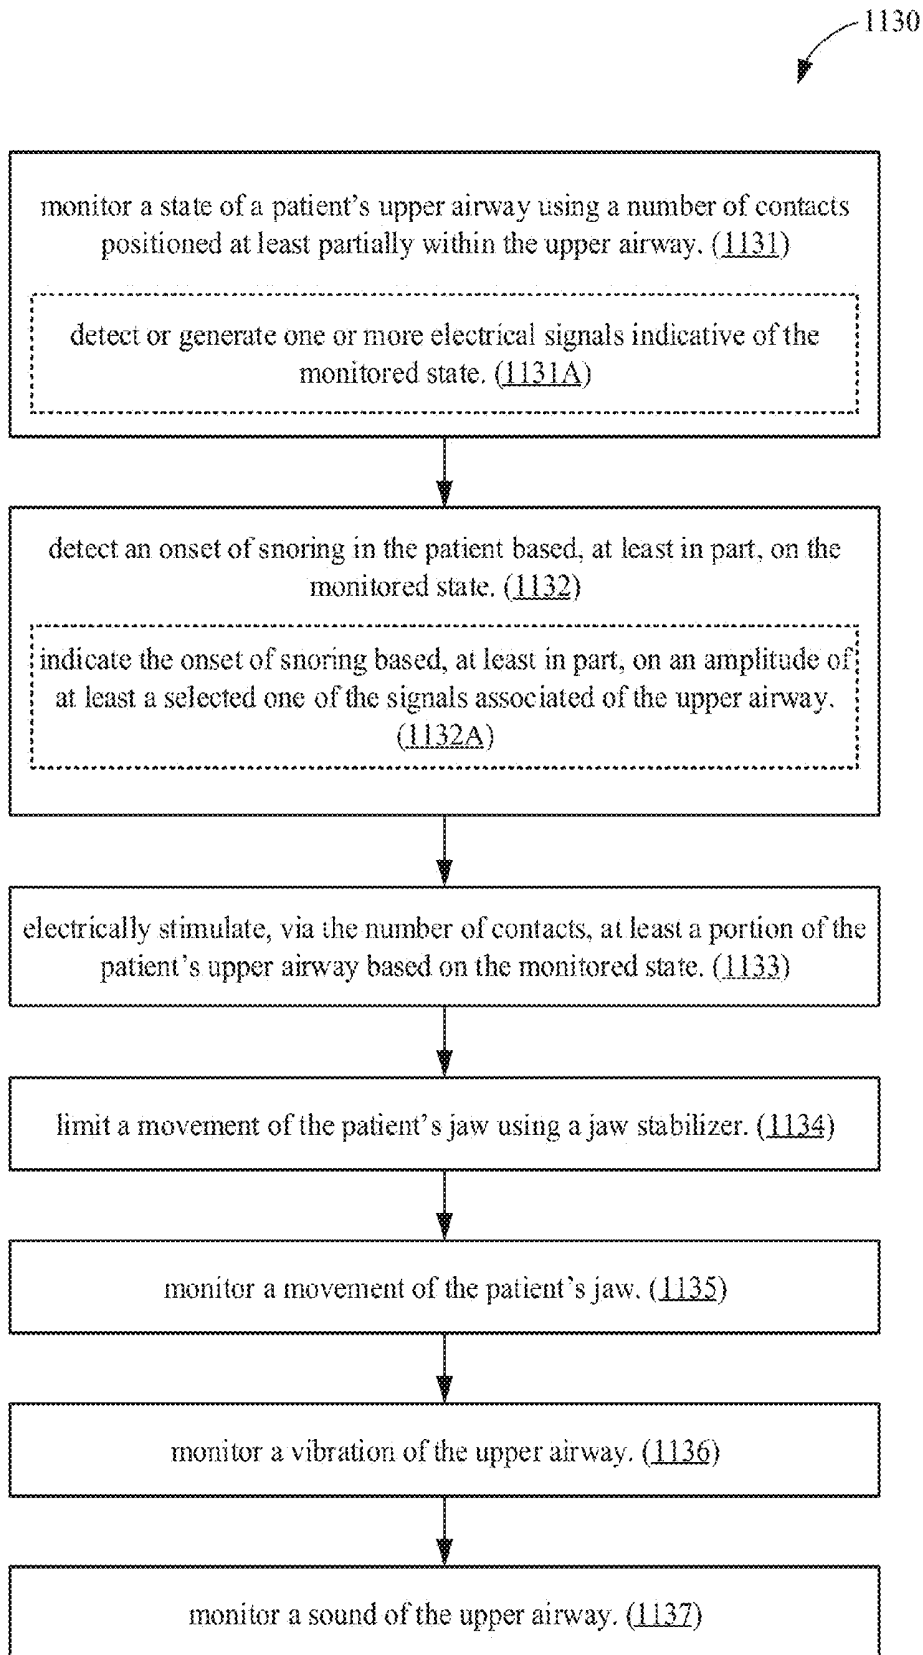 1130
monitor a state of a patient's upper airway using a number of contacts
positioned at least partially within the upper airway. (1131)
detect or generate one or more electrical signals indicative of the
monitored state. (1131A)
detect an onset of snoring in the patient based, at least in part, on the
monitored state. (1132)
indicate the onset of snoring based, at least in part, on an amplitude of
at least a selected one of the signals associated of the upper airway.
(1132A)
electrically stimulate, via the number of contacts, at least a portion of the
patient's upper airway based on the monitored state. (1133)
limit a movement of the patient's jaw using a jaw stabilizer. (1134)
monitor a movement of the patient's jaw. (1135)
monitor a vibration of the upper airway. (1136)
monitor a sound of the upper airway. (1137)